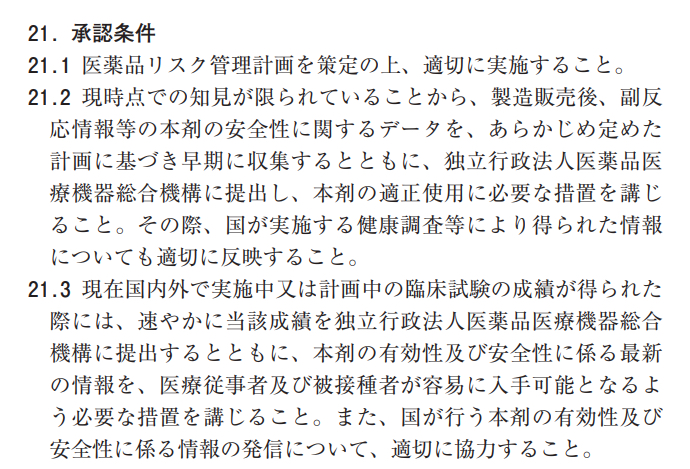 21. 承認条件
21.1 医薬品リスク管理計画を策定の上、適切に実施すること。
21.2 現時点での知見が限られていることから、製造販売後、副反
応情報等の本剤の安全性に関するデータを、あらかじめ定めた
計画に基づき早期に収集するとともに、独立行政法人医薬品医
療機器総合機構に提出し、本剤の適正使用に必要な措置を講じ
ること。その際、国が実施する健康調査等により得られた情報
についても適切に反映すること。
21.3 現在国内外で実施中又は計画中の臨床試験の成績が得られた
際には、速やかに当該成績を独立行政法人医薬品医療機器総合
機構に提出するとともに、本剤の有効性及び安全性に係る最新
の情報を、医療従事者及び被接種者が容易に入手可能となるよ
う必要な措置を講じること。また、国が行う本剤の有効性及び
安全性に係る情報の発信について、適切に協力すること。